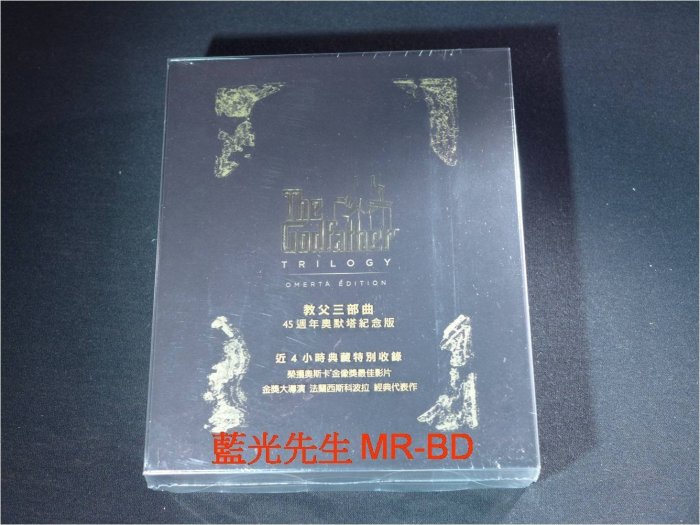 The
Godfather
TRILOGY
OMERTÀ EDITION
教父三部曲
45週年奧默塔紀念版
近4小時典藏特別收錄
榮獲奧斯卡®金像獎最佳影片
金獎大導演 法蘭西斯科波拉 經典代表作
藍光先生 MR-BD